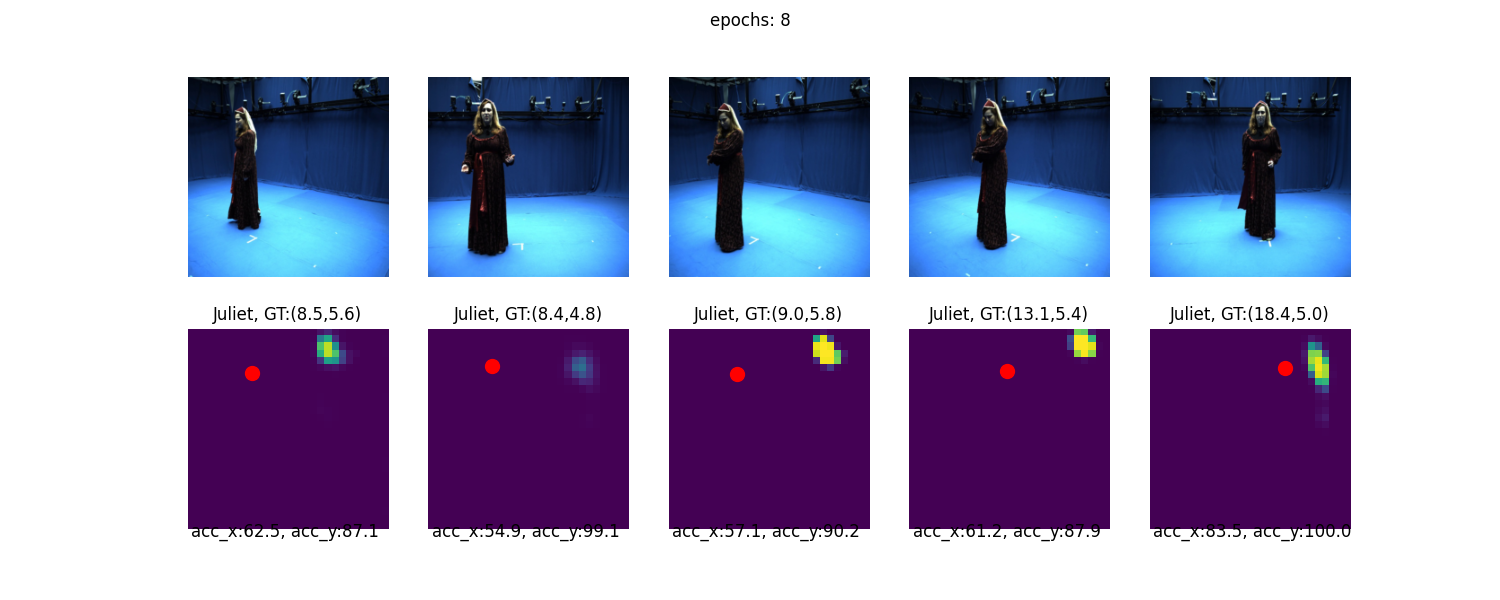 epochs: 8
Juliet, GT:(8.5,5.6)
Juliet, GT:(8.4,4.8)
Juliet, GT:(9.0,5.8)
Juliet, GT:(13.1,5.4)
Juliet, GT:(18.4,5.0)
acc_x:62.5, acc_y:87.1
acc_x:54.9, acc_y:99.1
acc_x:57.1, acc_y:90.2
acc_x:61.2, acc_y:87.9
acc_x:83.5, acc_y:100.0